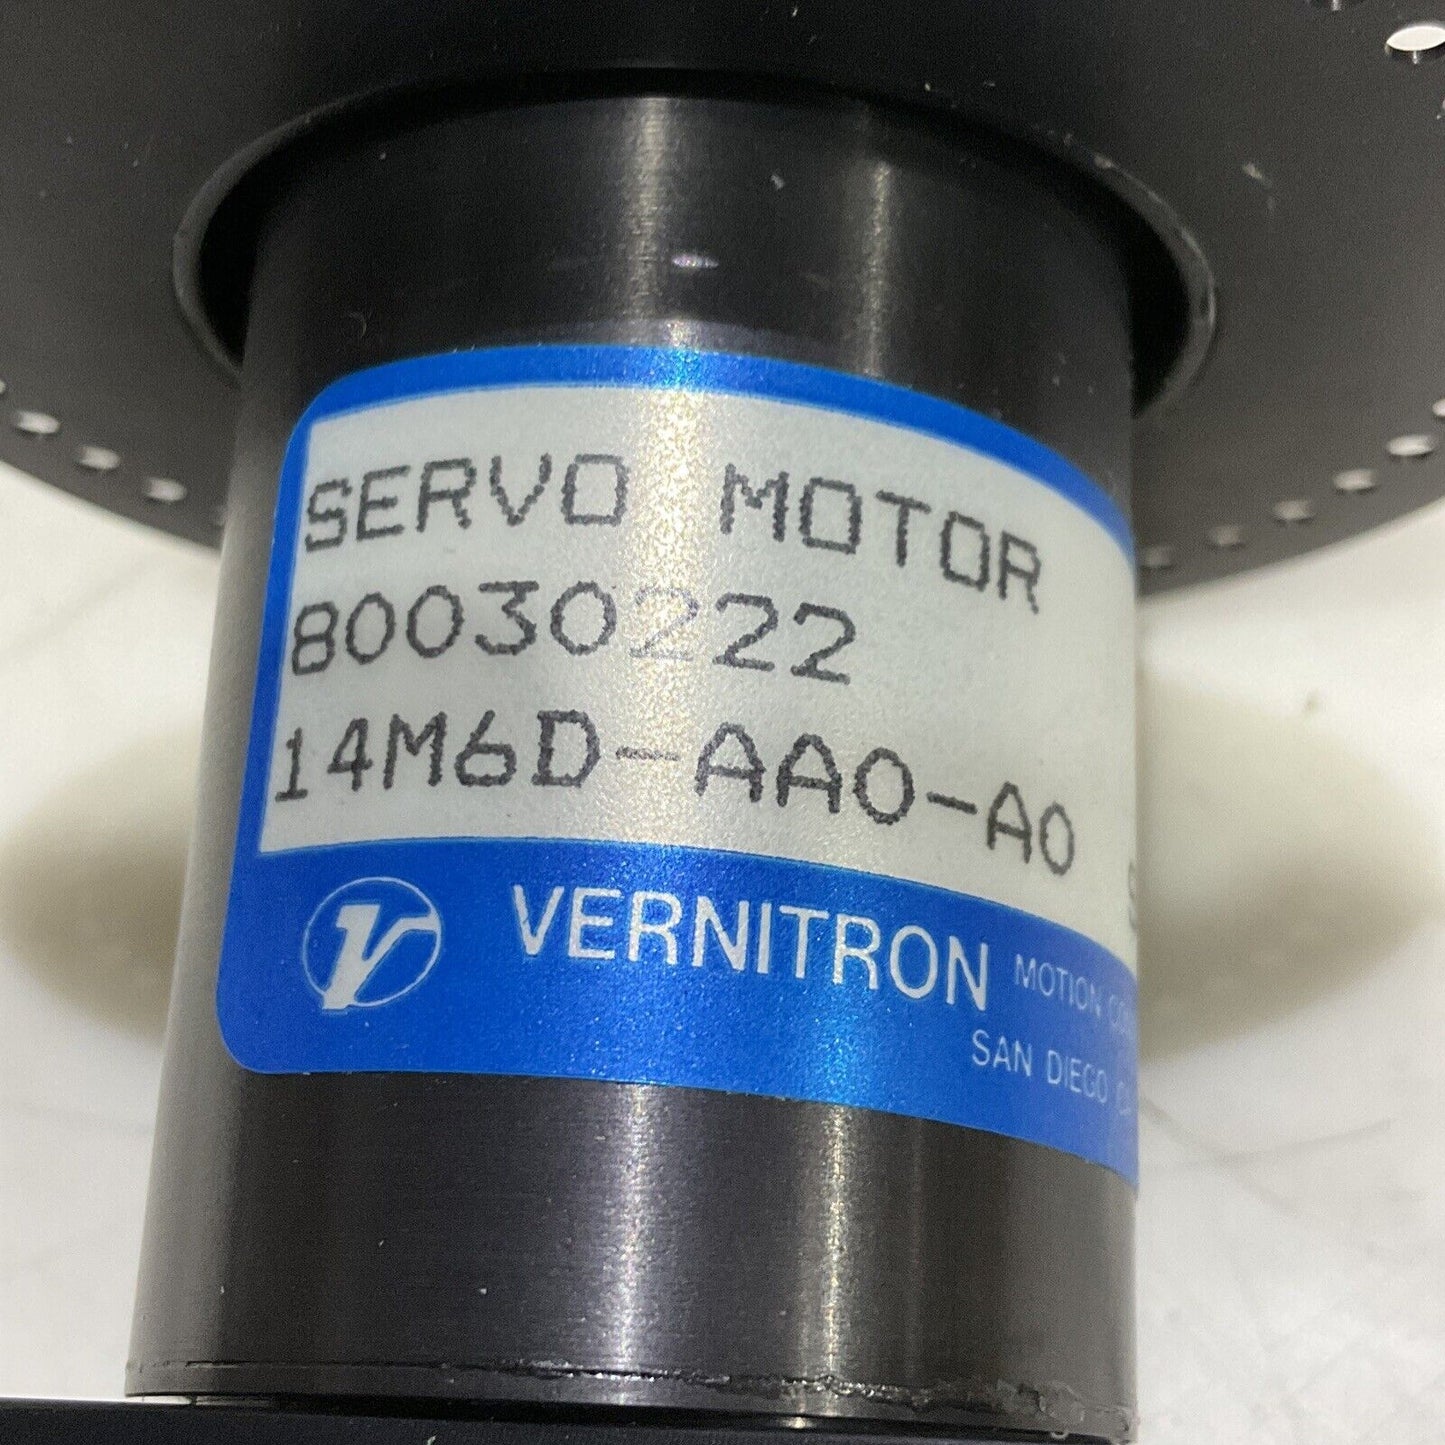 SERVO MOTOR
80030222
14M6D-AA0-A0
VERNITRON MOTION
SAN DIEGO